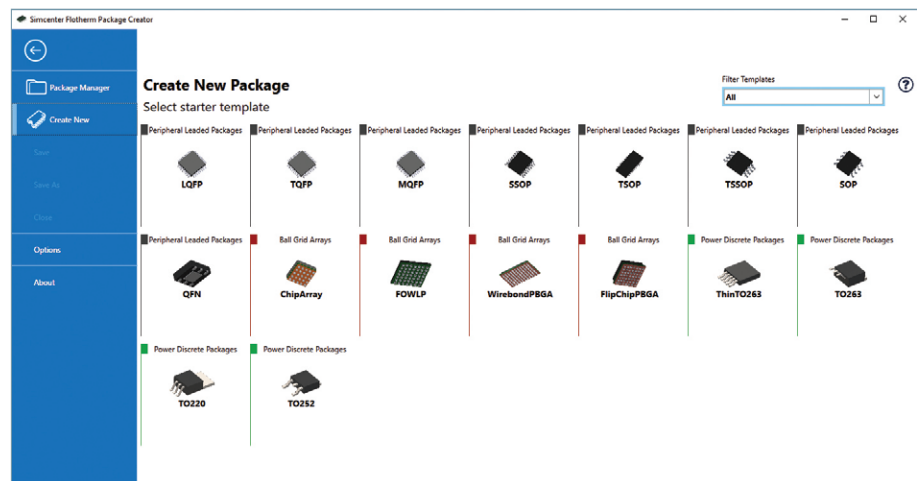 Simcenter Flotherm Package Creator
Package Manager
Create New
Save
Save As
Close
Options
About
Create New Package
Select starter template
Filter Templates
All
Peripheral Leaded Packages
LQFP
Peripheral Leaded Packages
TQFP
Peripheral Leaded Packages
MQFP
Peripheral Leaded Packages
SSOP
Peripheral Leaded Packages
TSOP
Peripheral Leaded Packages
TSSOP
Peripheral Leaded Packages
SOP
Peripheral Leaded Packages
QFN
Ball Grid Arrays
ChipArray
Ball Grid Arrays
FOWLP
Ball Grid Arrays
WirebondPBGA
Ball Grid Arrays
FlipChipPBGA
Power Discrete Packages
ThinTO263
Power Discrete Packages
TO263
Power Discrete Packages
TO220
Power Discrete Packages
TO252